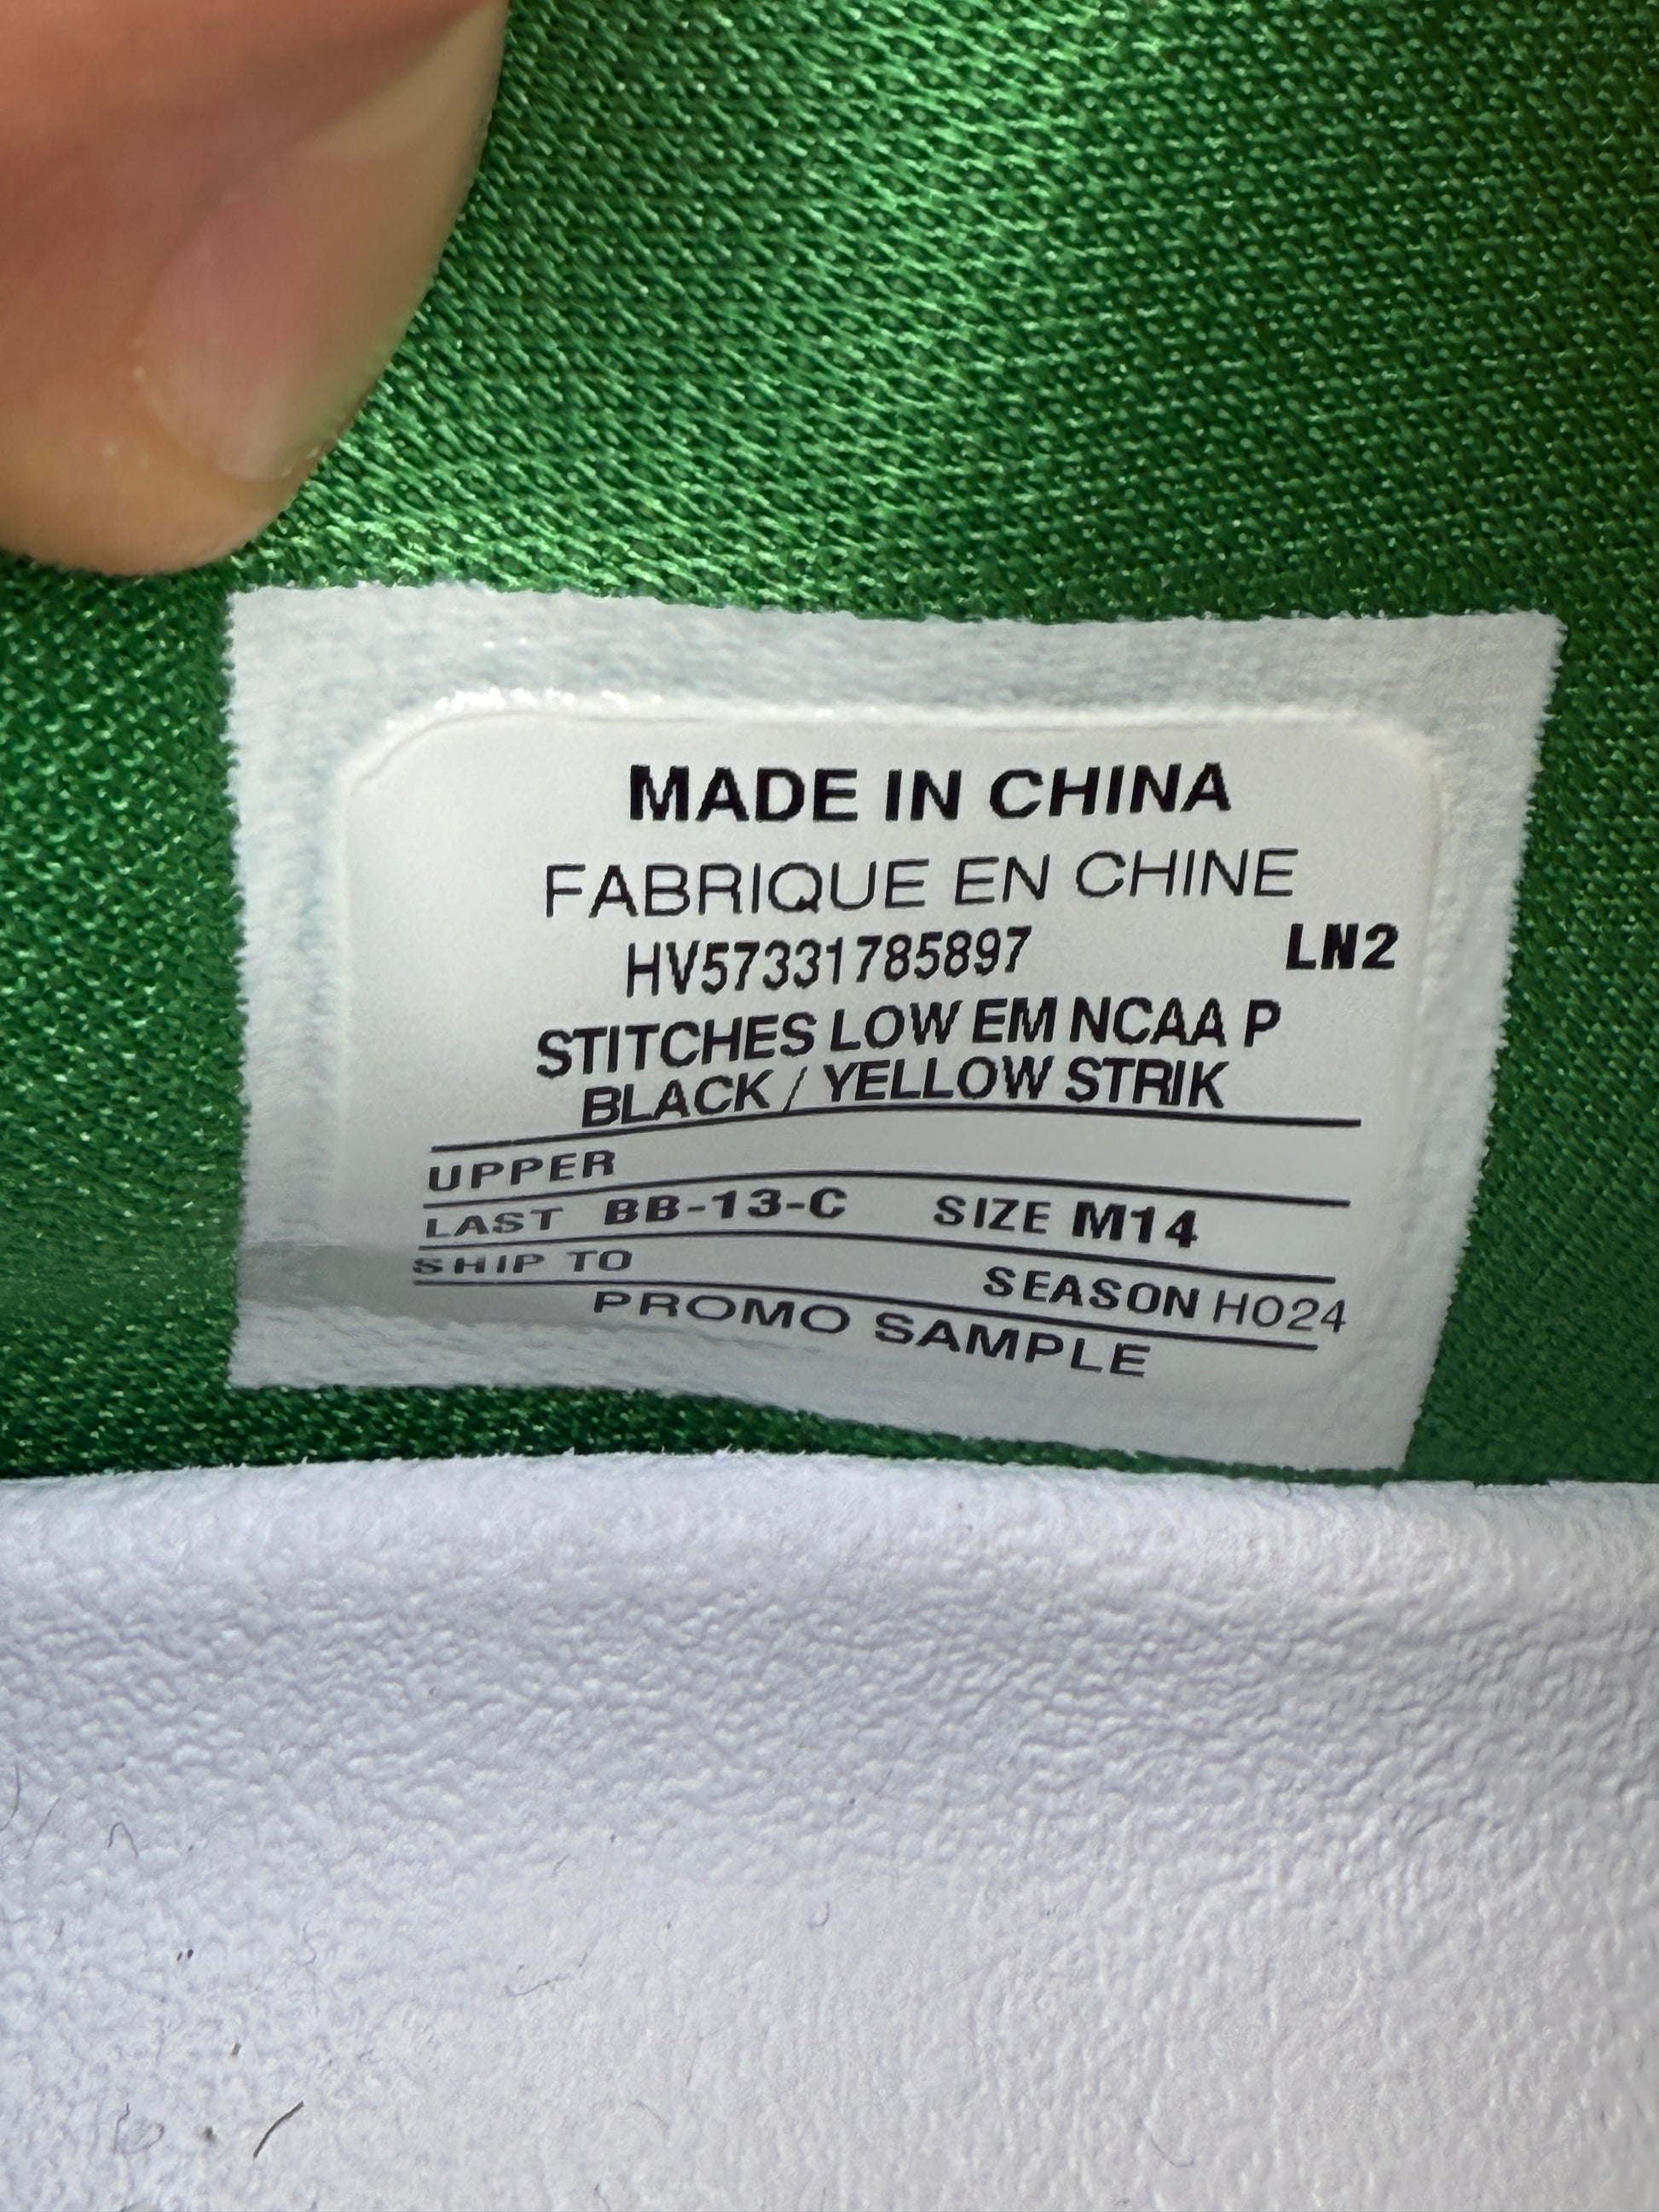 MADE IN CHINA
FABRIQUE EN CHINE
HV57331785897 LN2
STITCHES LOW EM NCAA P
BLACK / YELLOW STRIK
UPPER
LAST BB-13-C SIZE M14
SHIP TO SEASON HO24
PROMO SAMPLE